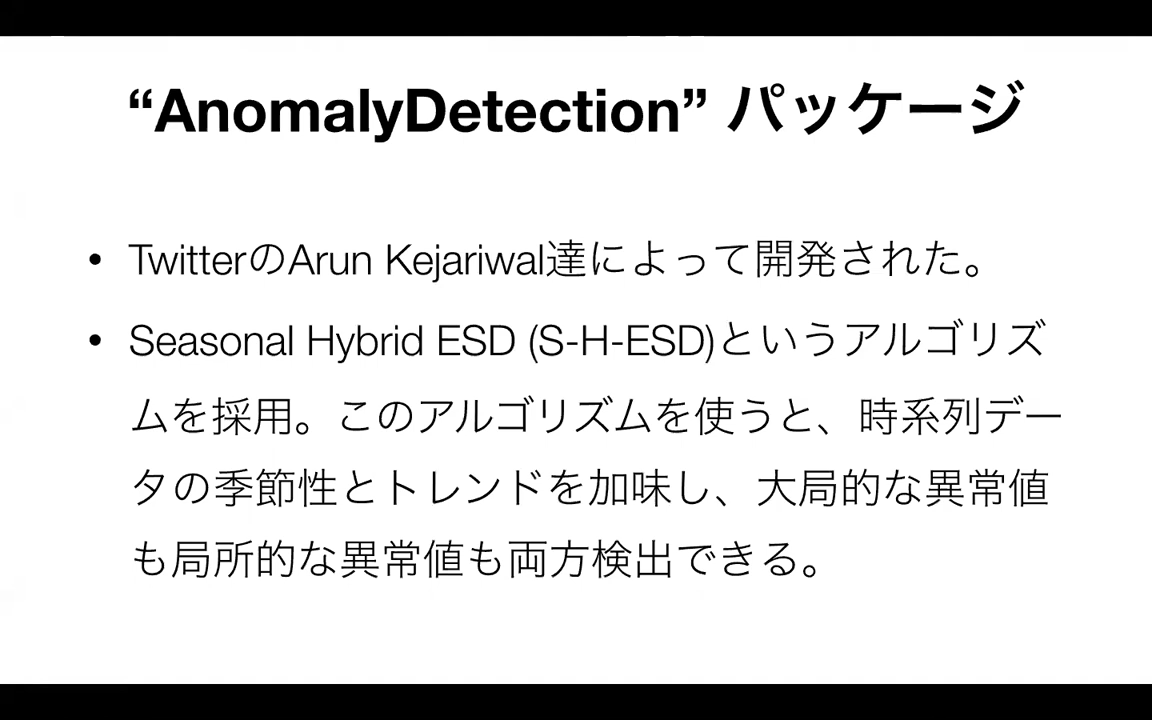 “AnomalyDetection” パッケージ
• TwitterのArun Kejariwal達によって開発された。
• Seasonal Hybrid ESD (S-H-ESD)というアルゴリズ
ムを採用。このアルゴリズムを使うと、時系列デー
タの季節性とトレンドを加味し、大局的な異常値
も局所的な異常値も両方検出できる。